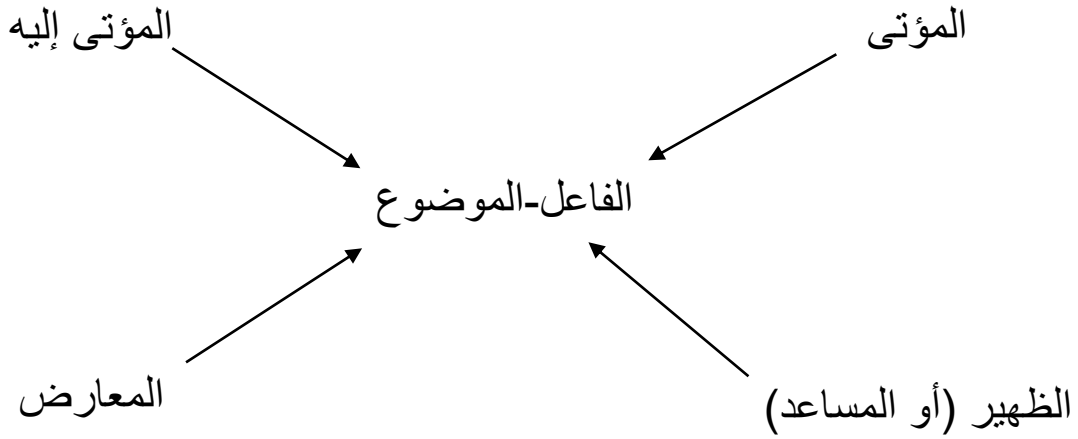 المؤتى
المؤتى إليه
الفاعل-الموضوع
الظهير (أو المساعد)
المعارض